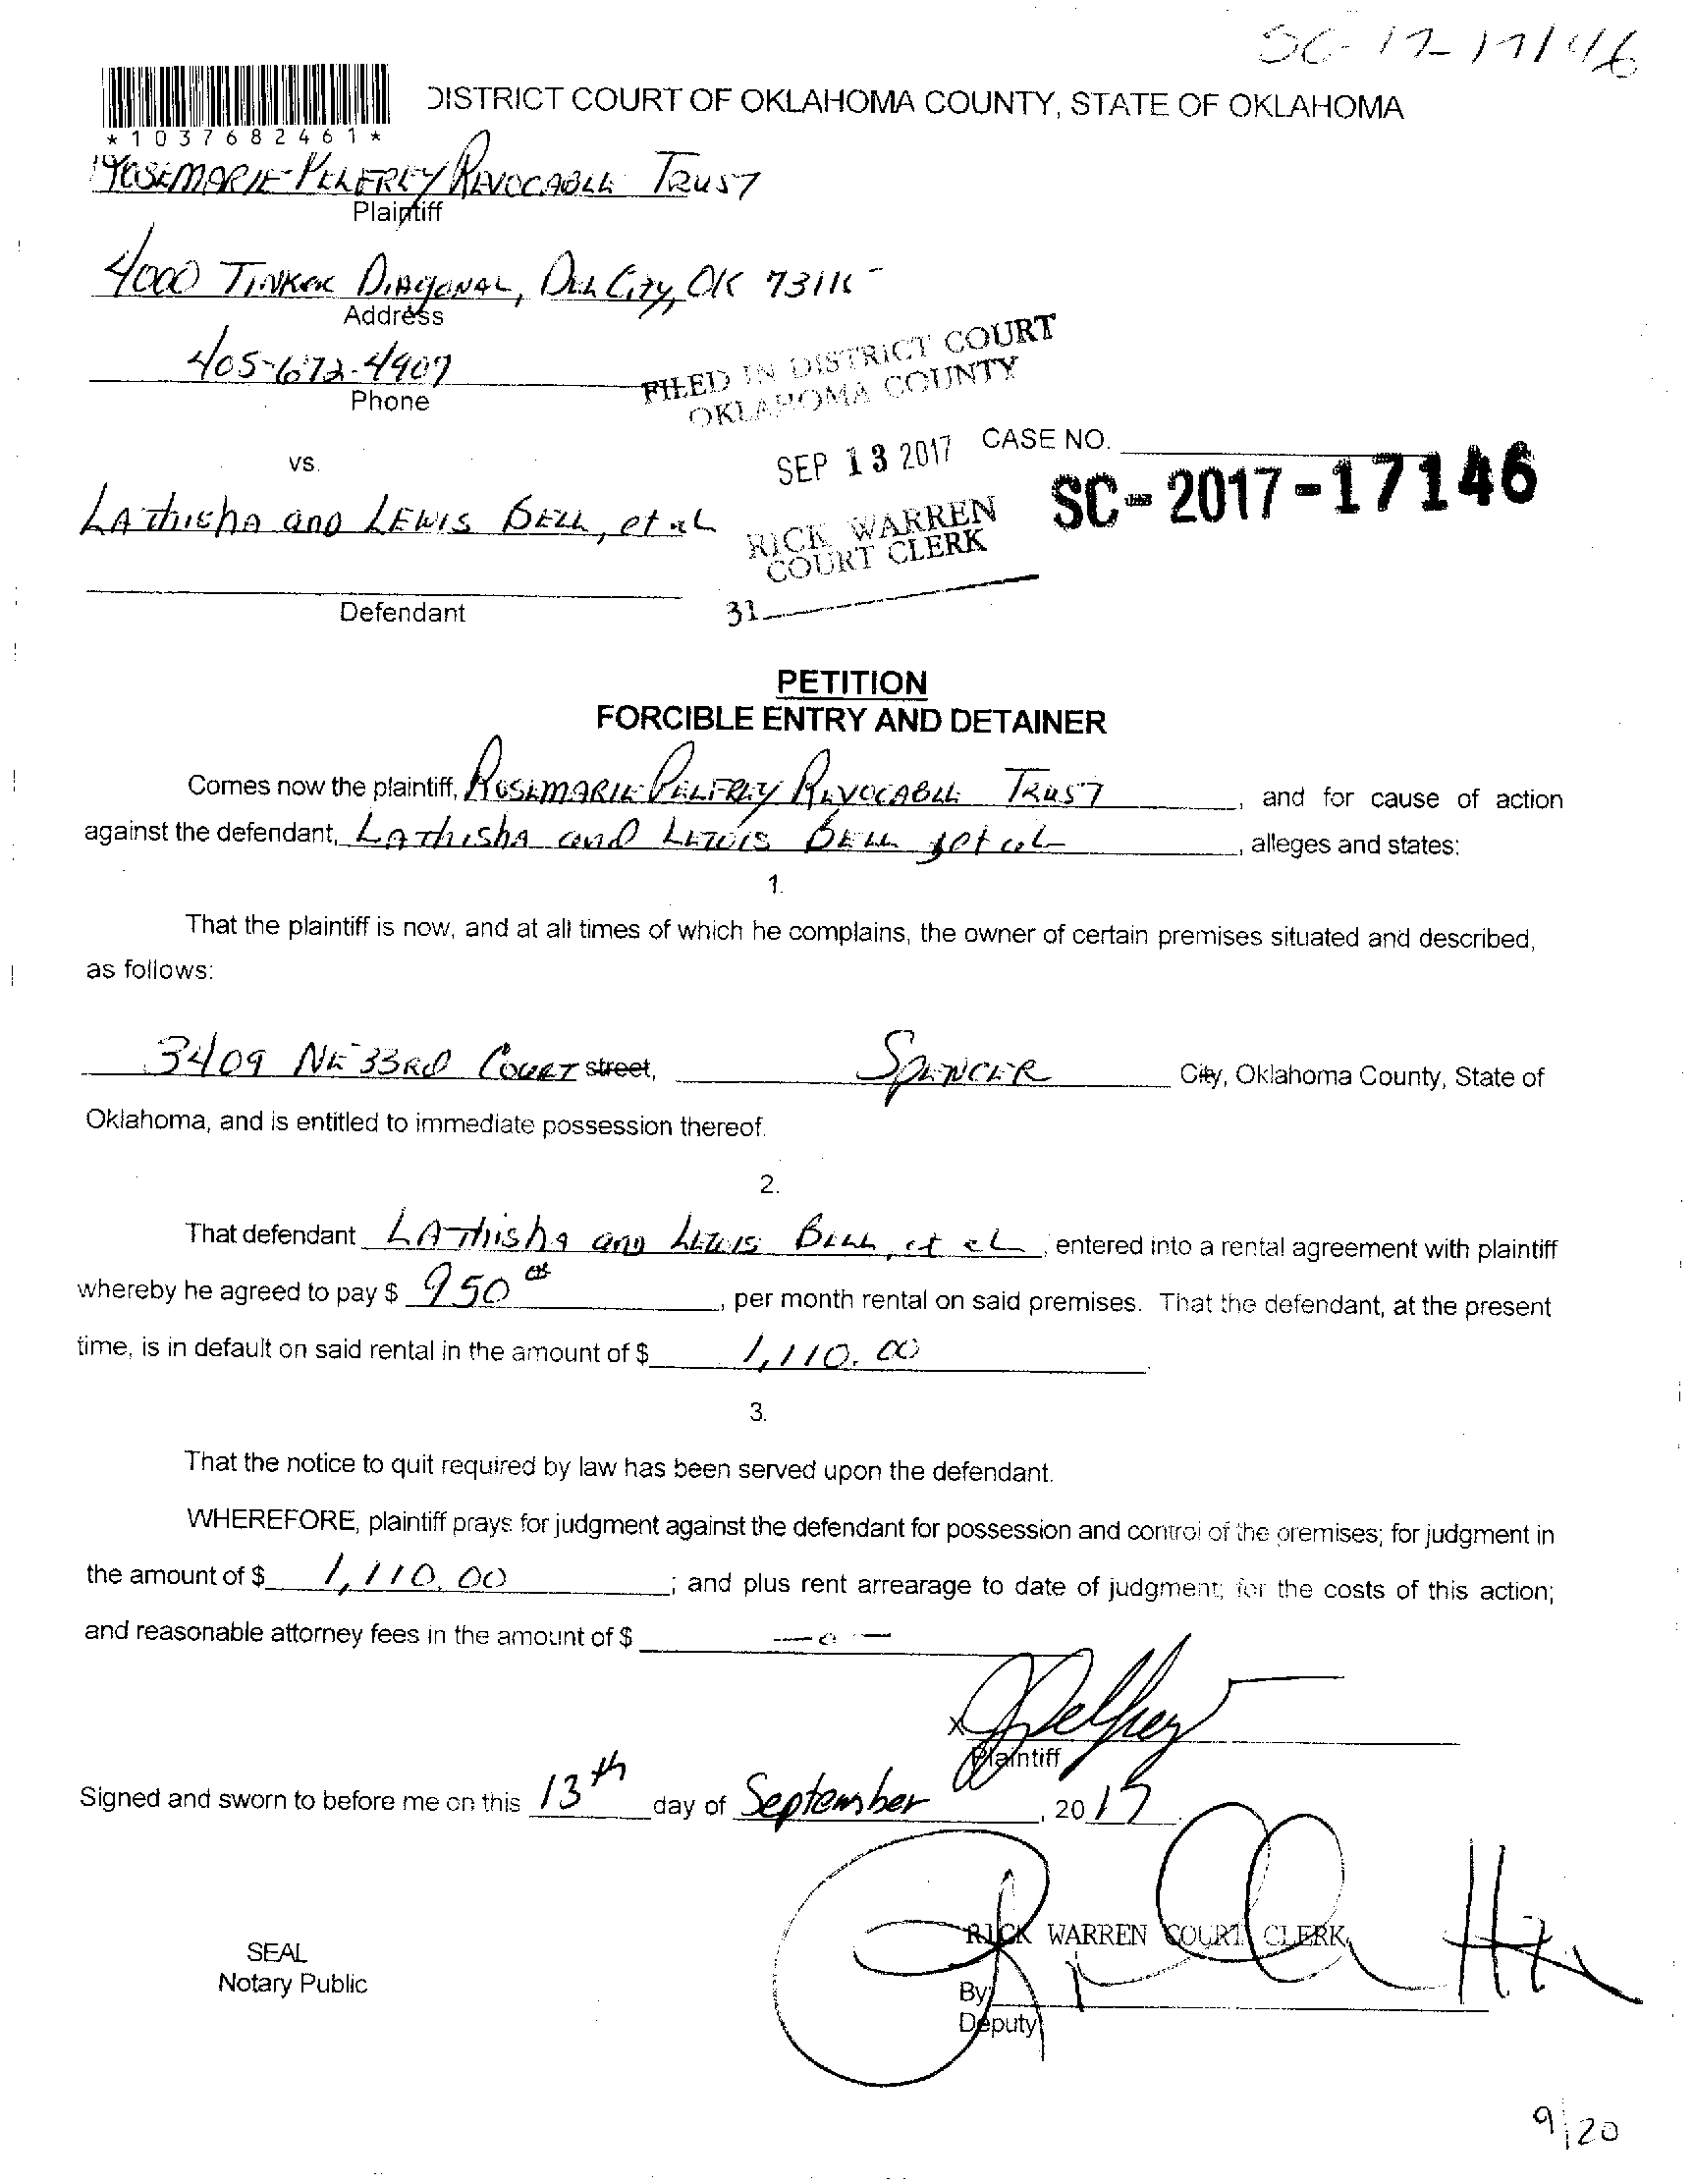 SC-17-17146
DISTRICT COURT OF OKLAHOMA COUNTY, STATE OF OKLAHOMA
*1037682461*
ROSEMARIE PELFREY REVOCABLE TRUST
Plaintiff
4000 TINKER DIAGONAL, DEL CITY, OK 73115
Address
405-672-4907
Phone
FILED IN DISTRICT COURT
OKLAHOMA COUNTY
vs.
SEP 13 2017 CASE NO.
SC-2017-17146
LAThisha and LEWIS BELL, et al
RICK WARREN
COURT CLERK
31
Defendant
PETITION
FORCIBLE ENTRY AND DETAINER
Comes now the plaintiff, ROSEMARIE PELFREY REVOCABLE TRUST, and for cause of action
against the defendant, LAThishA and LEWIS BELL, et al, alleges and states:
1.
That the plaintiff is now, and at all times of which he complains, the owner of certain premises situated and described,
as follows:
3409 NE 33RD COURT street, SPENCER City, Oklahoma County, State of
Oklahoma, and is entitled to immediate possession thereof.
2.
That defendant LAThisha and LEWIS BELL, et al, entered into a rental agreement with plaintiff
whereby he agreed to pay $ 950 00, per month rental on said premises. That the defendant, at the present
time, is in default on said rental in the amount of $ 1,110.00
3.
That the notice to quit required by law has been served upon the defendant.
WHEREFORE, plaintiff prays for judgment against the defendant for possession and control of the premises; for judgment in
the amount of $ 1,110.00; and plus rent arrearage to date of judgment; for the costs of this action;
and reasonable attorney fees in the amount of $ -0-
x JPelfrey
Plaintiff
Signed and sworn to before me on this 13th day of September, 2017
RICK WARREN COURT CLERK
SEAL
Notary Public
By
Deputy
9/20